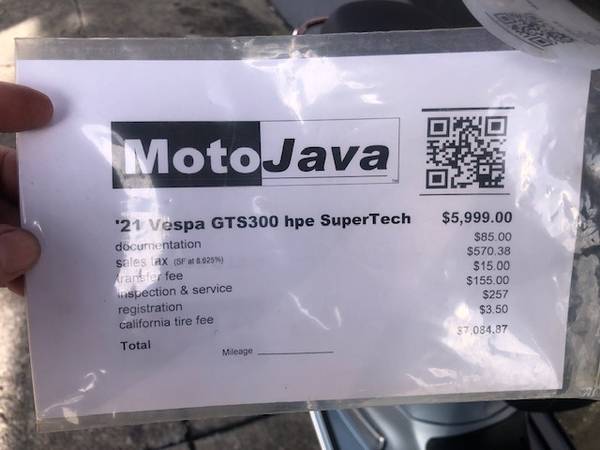 MotoJava
'21 Vespa GTS300 hpe SuperTech $5,999.00
documentation $85.00
sales tax (SF at 8.625%) $570.38
transfer fee $15.00
inspection & service $155.00
registration $257
california tire fee $3.50
Total $7,084.87
Mileage